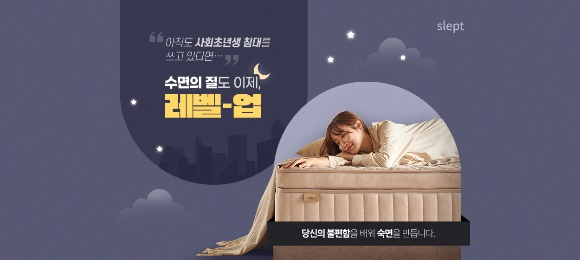 slept
"아직도 사회초년생 침대를
쓰고 있다면… "
수면의 질도 이제,
레벨-업
당신의 불편함을 배워 숙면을 만듭니다.